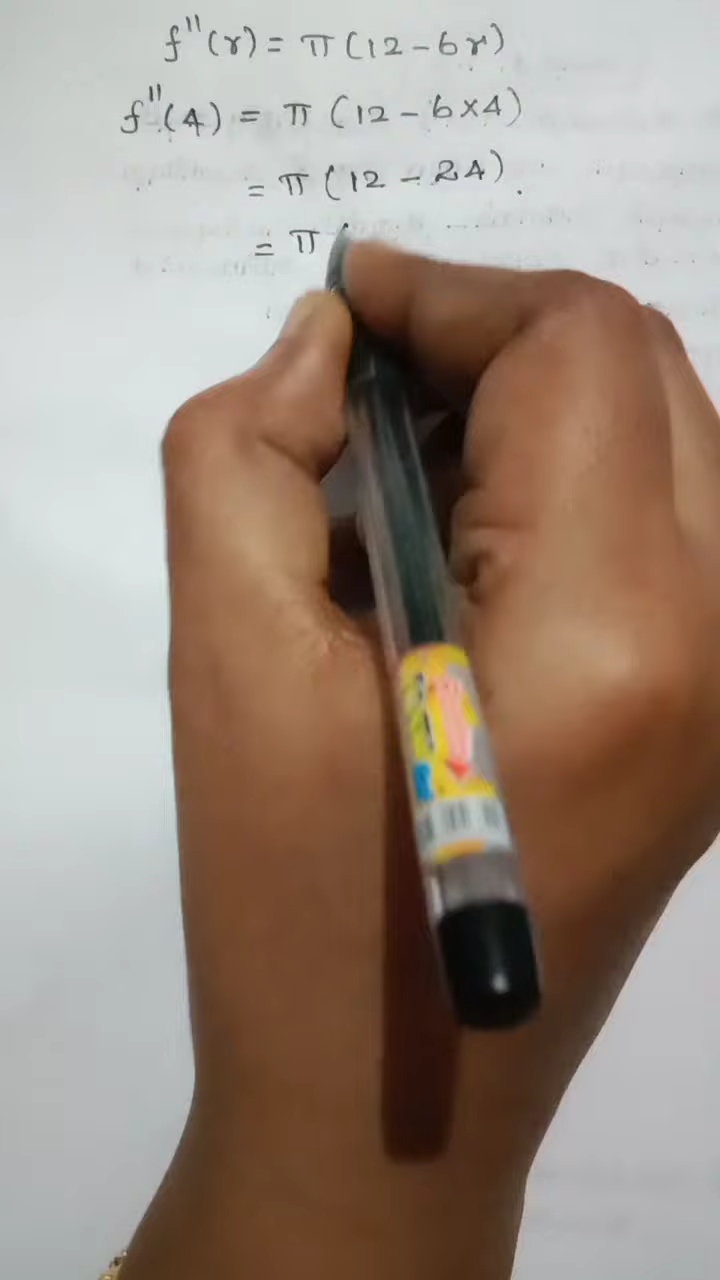 f''(r) = π(12 - 6r)
f''(4) = π(12 - 6×4)
= π(12 - 24).
= π(